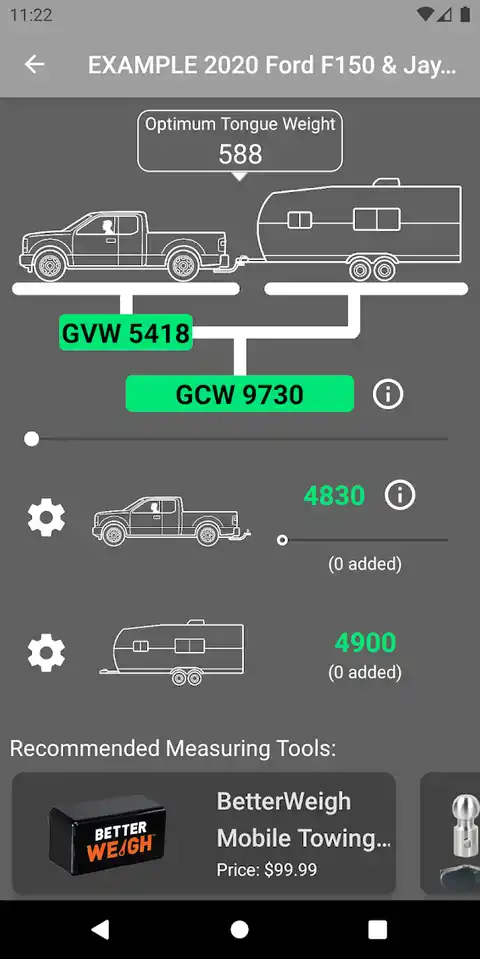 11:22
EXAMPLE 2020 Ford F150 & Jay...
Optimum Tongue Weight
588
GVW 5418
GCW 9730
4830
(0 added)
4900
(0 added)
Recommended Measuring Tools:
BETTER
WEIGH
BetterWeigh
Mobile Towing...
Price: $99.99